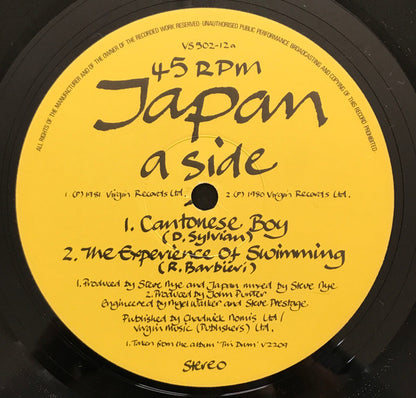 ALL RIGHTS OF THE MANUFACTURER AND OF THE OWNER OF THE RECORDED WORK RESERVED · UNAUTHORISED PUBLIC PERFORMANCE BROADCASTING AND COPYING OF THIS RECORD PROHIBITED
VS 502-12a
45 RPM
Japan
a side
1. (P) 1981 Virgin Records Ltd.
2. (P) 1980 Virgin Records Ltd.
1. Cantonese Boy
(D. Sylvian)
2. The Experience Of Swimming
(R. Barbieri)
1. Produced by Steve Nye and Japan mixed by Steve Nye
2. Produced by John Punter
Engineered by Nigel Walker and Steve Prestage
Published by Chadwick Nomis Ltd /
Virgin Music (Publishers) Ltd.
1. Taken from the album 'Tin Drum' V2209
Stereo